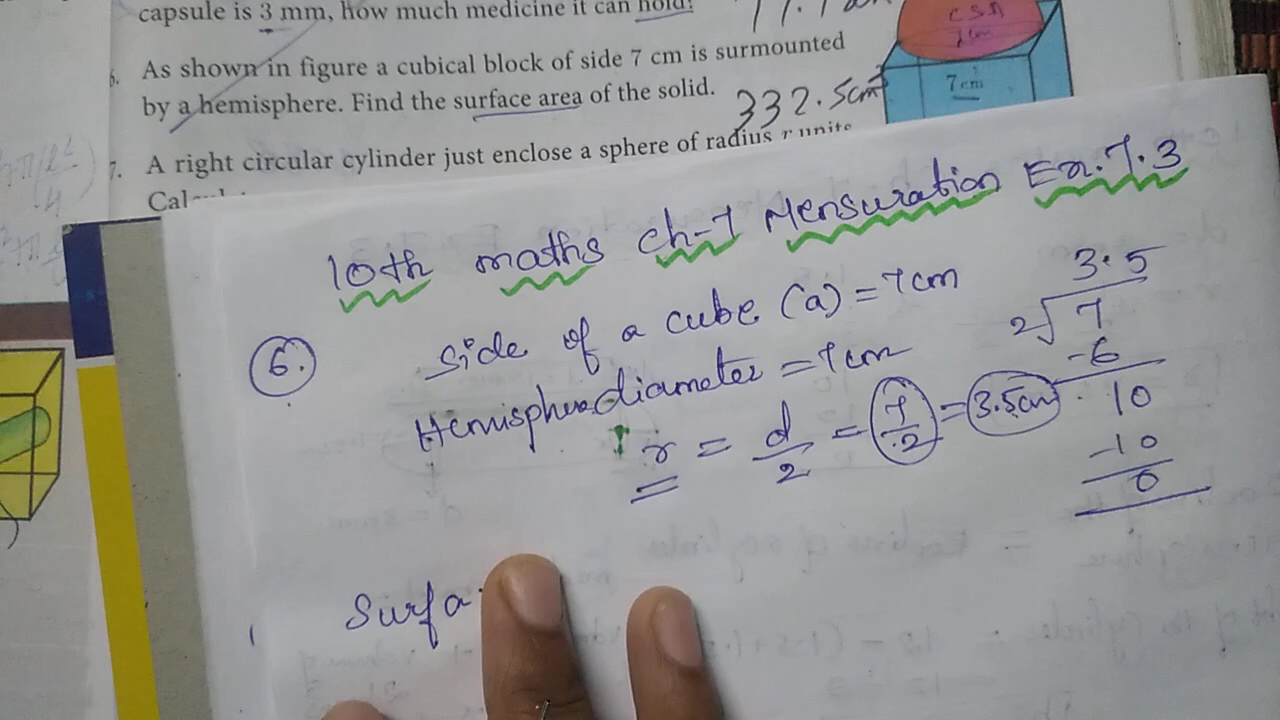 capsule is 3 mm, how much medicine it can hold?
6. As shown in figure a cubical block of side 7 cm is surmounted
by a hemisphere. Find the surface area of the solid.
332.5cm²
C S A
7cm
7. A right circular cylinder just enclose a sphere of radius r units
10th maths ch-7 Mensuration Ex.7.3
6. Side of a cube (a) = 7cm
Hemisphere diameter = 7cm
r = d/2 = 7/2 = 3.5cm
3.5
2√7
-6
10
-10
0
Surfa